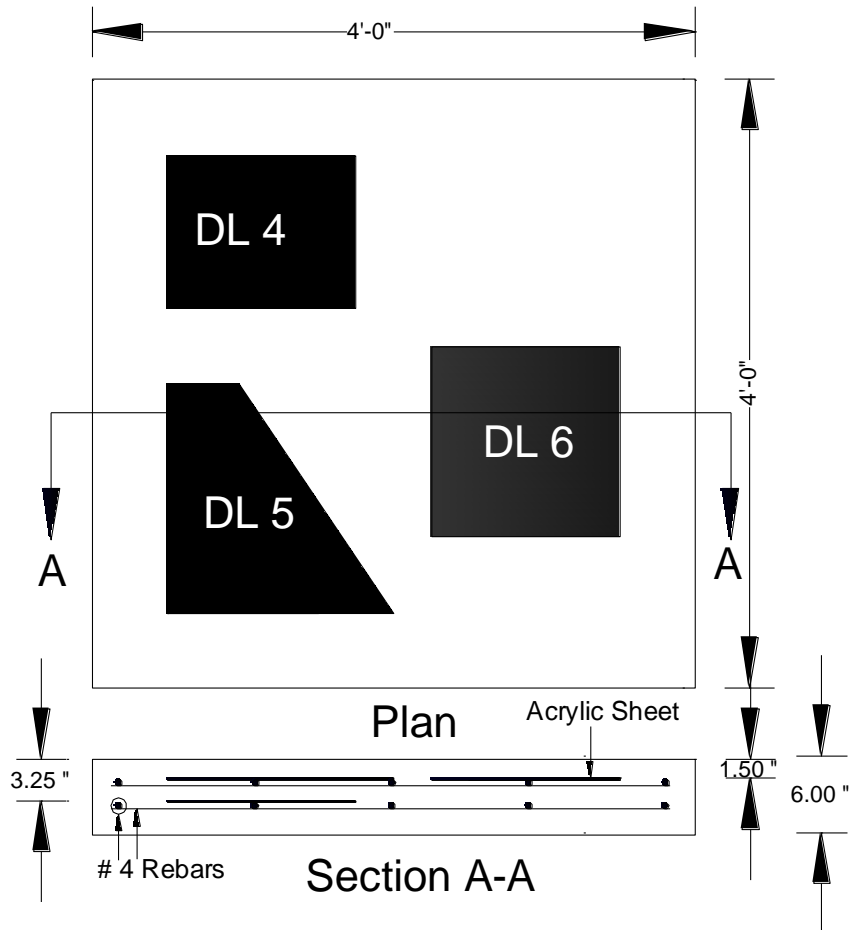 4'-0"
DL 4
4'-0"
DL 6
DL 5
A
A
Plan
Acrylic Sheet
3.25 "
1.50 "
6.00 "
# 4 Rebars
Section A-A